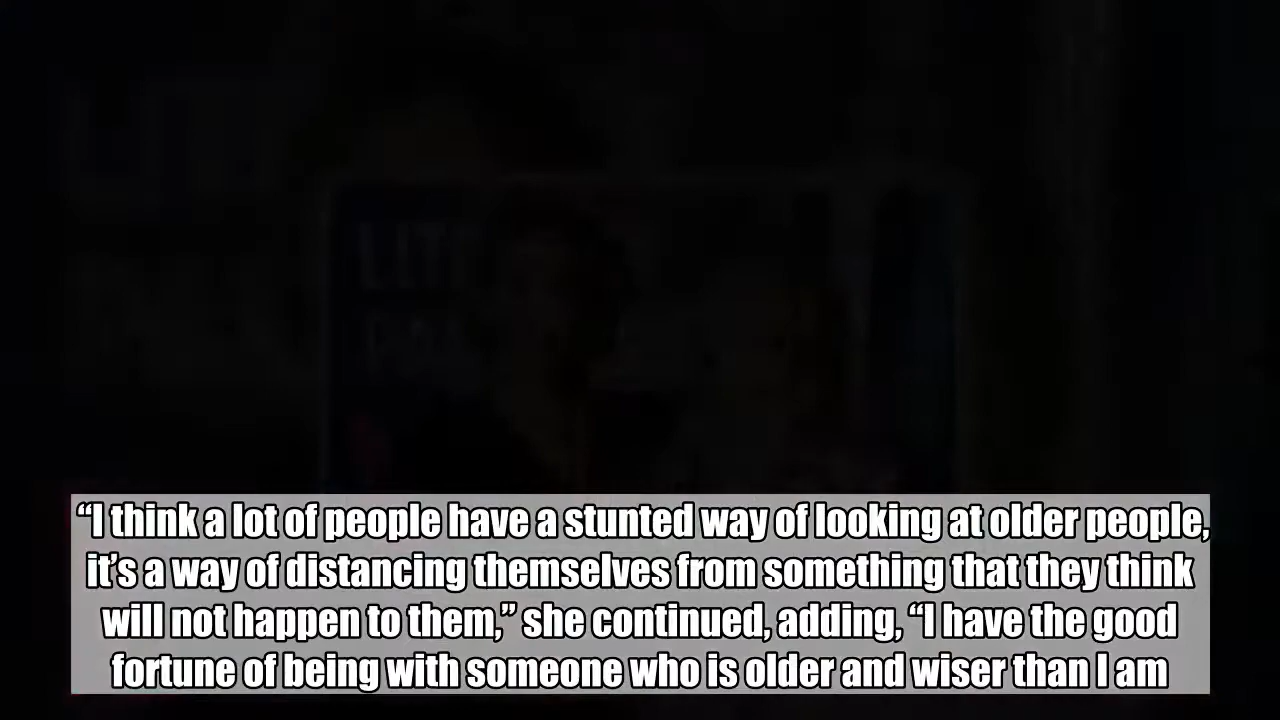 “I think a lot of people have a stunted way of looking at older people,
it’s a way of distancing themselves from something that they think
will not happen to them,” she continued, adding, “I have the good
fortune of being with someone who is older and wiser than I am